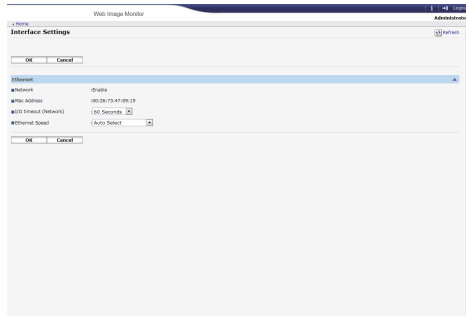 Logou
Web Image Monitor
Administrato
Home
Interface Settings
Refresh
OK Cancel
Ethernet
Network :Enable
Mac Address :00:26:73:47:09:19
I/O timeout (Network) : 60 Seconds
Ethernet Speed : Auto Select
OK Cancel